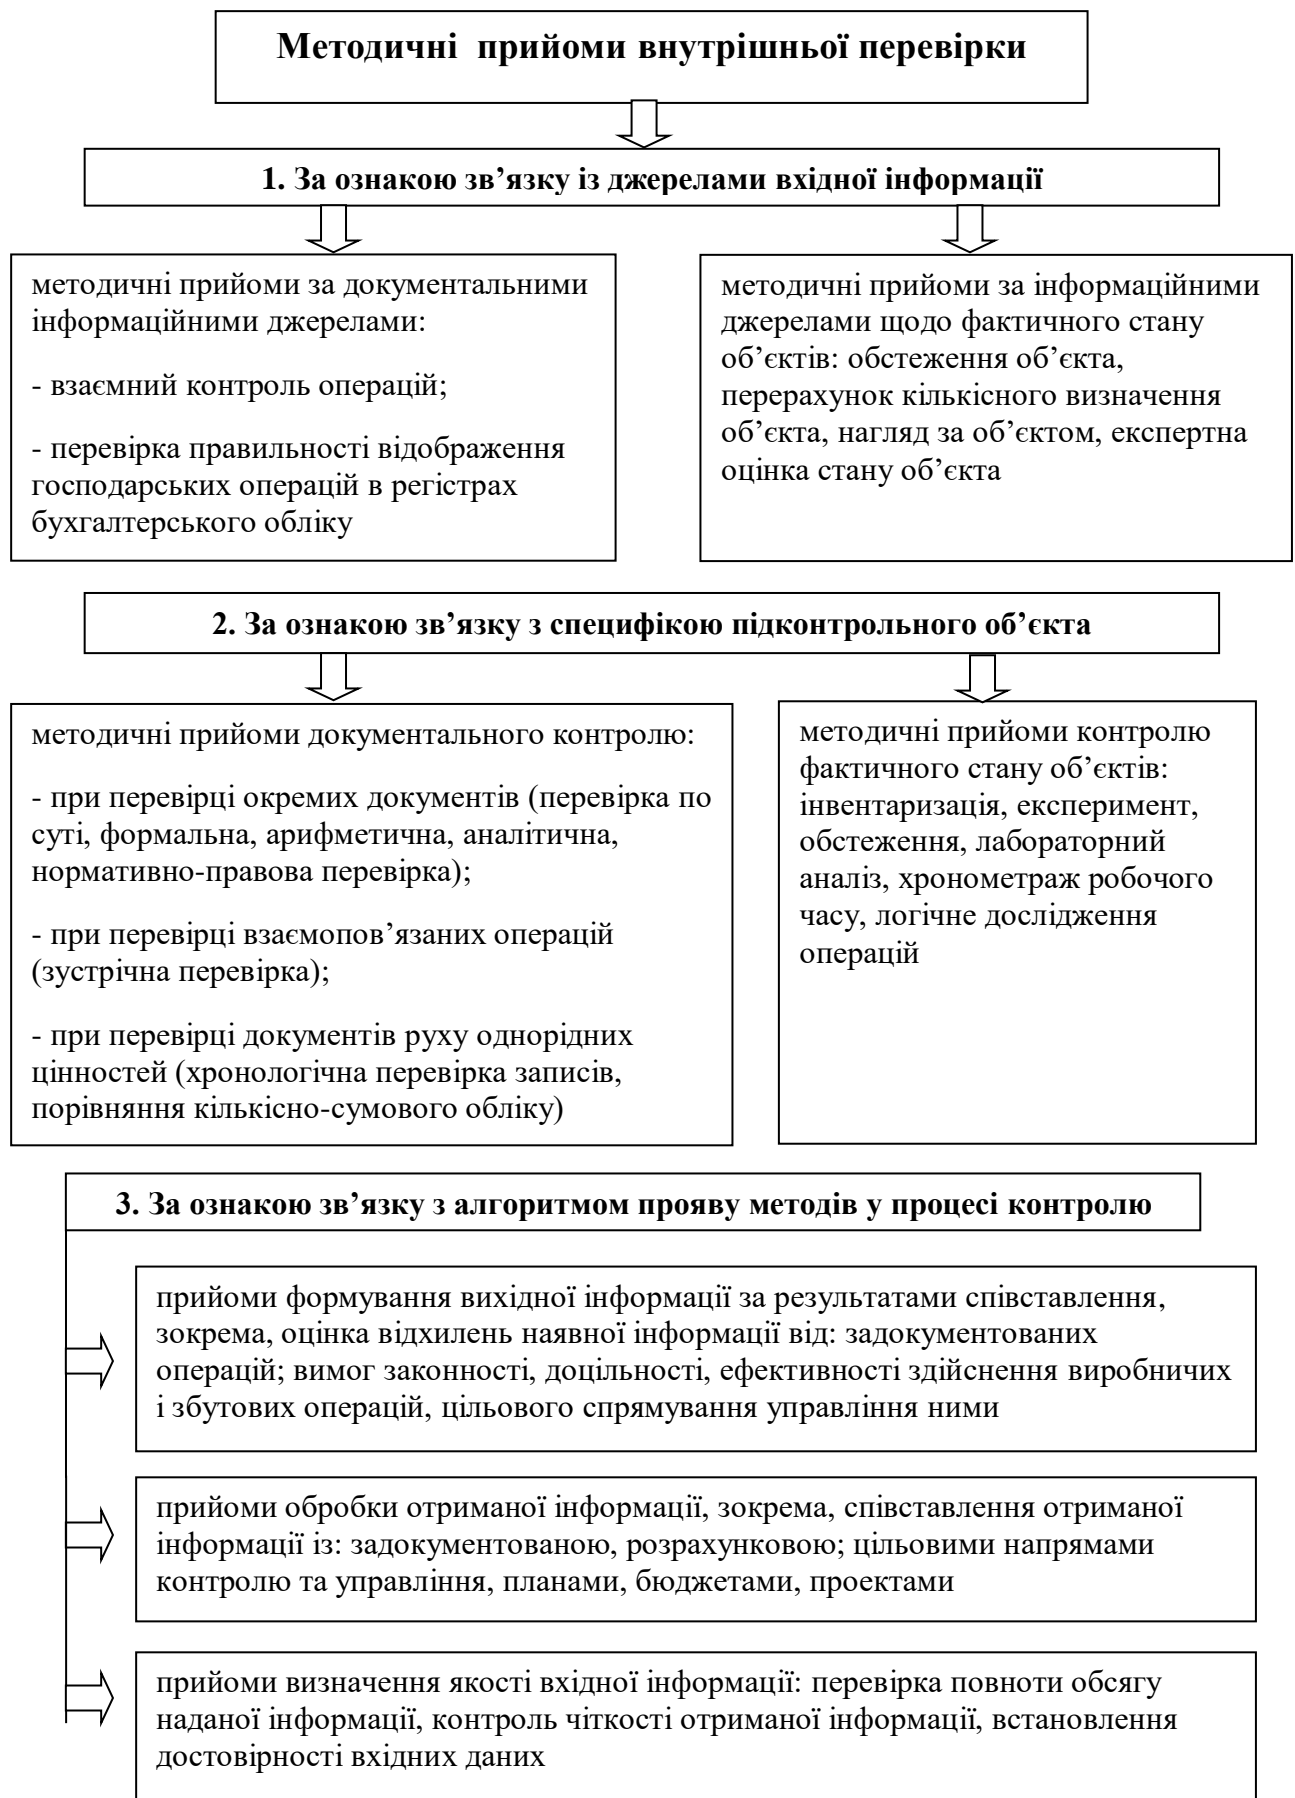 Методичні прийоми внутрішньої перевірки
1. За ознакою зв’язку із джерелами вхідної інформації
методичні прийоми за документальними
інформаційними джерелами:
- взаємний контроль операцій;
- перевірка правильності відображення
господарських операцій в регістрах
бухгалтерського обліку
методичні прийоми за інформаційними
джерелами щодо фактичного стану
об’єктів: обстеження об’єкта,
перерахунок кількісного визначення
об’єкта, нагляд за об’єктом, експертна
оцінка стану об’єкта
2. За ознакою зв’язку з специфікою підконтрольного об’єкта
методичні прийоми документального контролю:
- при перевірці окремих документів (перевірка по
суті, формальна, арифметична, аналітична,
нормативно-правова перевірка);
- при перевірці взаємопов’язаних операцій
(зустрічна перевірка);
- при перевірці документів руху однорідних
цінностей (хронологічна перевірка записів,
порівняння кількісно-сумового обліку)
методичні прийоми контролю
фактичного стану об’єктів:
інвентаризація, експеримент,
обстеження, лабораторний
аналіз, хронометраж робочого
часу, логічне дослідження
операцій
3. За ознакою зв’язку з алгоритмом прояву методів у процесі контролю
прийоми формування вихідної інформації за результатами співставлення,
зокрема, оцінка відхилень наявної інформації від: задокументованих
операцій; вимог законності, доцільності, ефективності здійснення виробничих
і збутових операцій, цільового спрямування управління ними
прийоми обробки отриманої інформації, зокрема, співставлення отриманої
інформації із: задокументованою, розрахунковою; цільовими напрямами
контролю та управління, планами, бюджетами, проектами
прийоми визначення якості вхідної інформації: перевірка повноти обсягу
наданої інформації, контроль чіткості отриманої інформації, встановлення
достовірності вхідних даних